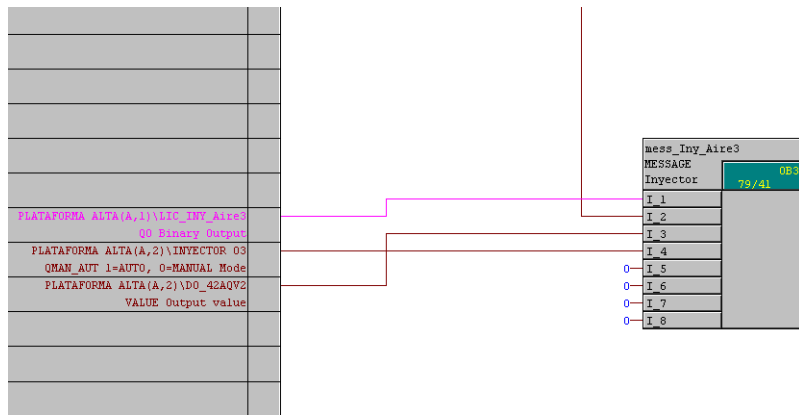 mess_Iny_Aire3
MESSAGE
Inyector
OB3
79/41
PLATAFORMA ALTA(A,1)\LIC_INY_Aire3
QO Binary Output
PLATAFORMA ALTA(A,2)\INYECTOR 03
QMAN_AUT 1=AUTO, 0=MANUAL Mode
PLATAFORMA ALTA(A,2)\DO_42AQV2
VALUE Output value
I_1
I_2
I_3
I_4
0 I_5
0 I_6
0 I_7
0 I_8